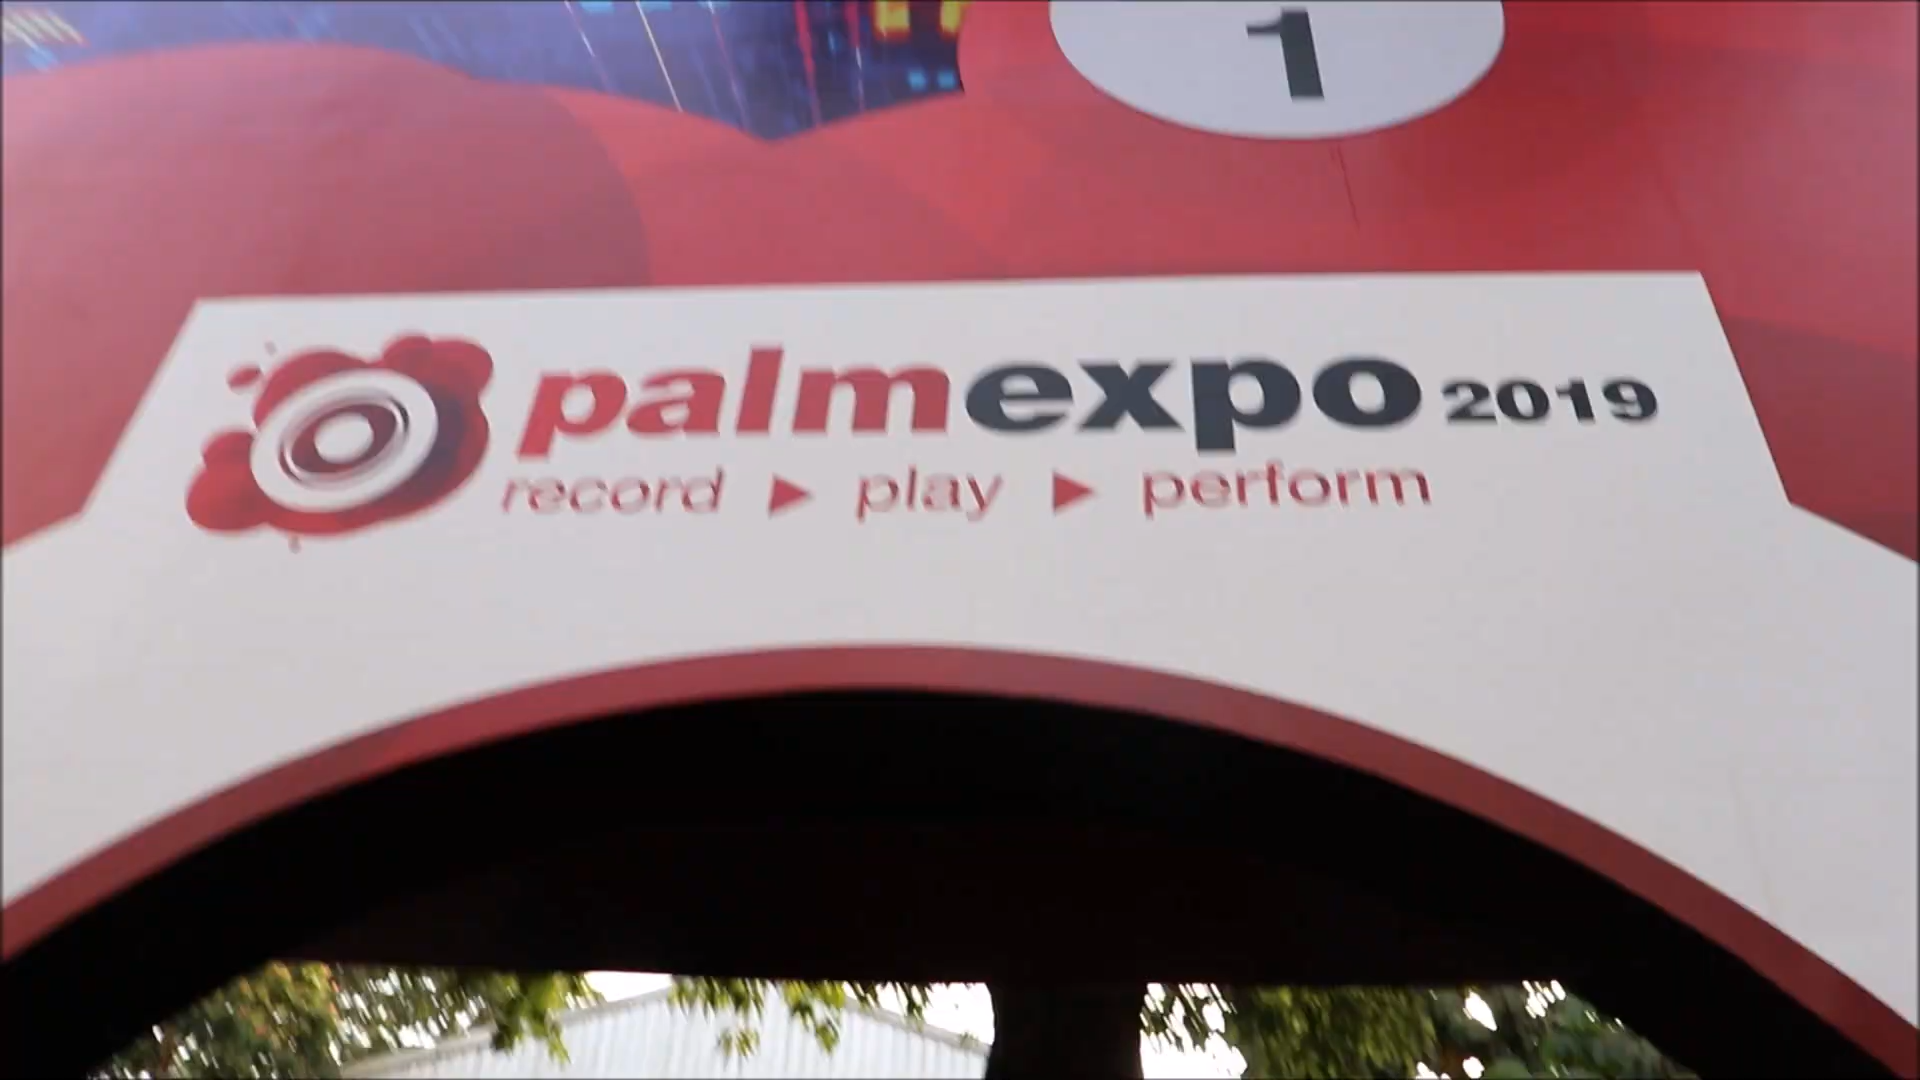 1
palmexpo 2019
record ▶ play ▶ perform